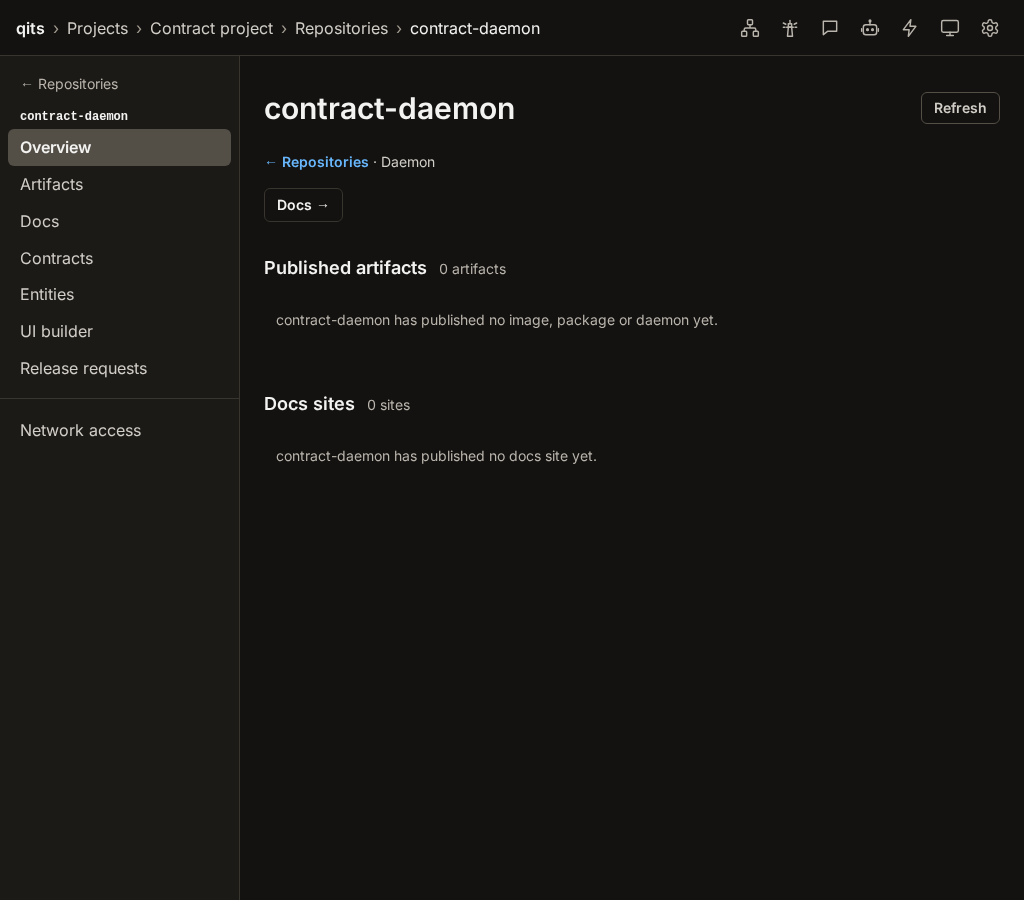 qits › Projects › Contract project › Repositories › contract-daemon
← Repositories
contract-daemon
Overview
Artifacts
Docs
Contracts
Entities
UI builder
Release requests
Network access
contract-daemon
Refresh
← Repositories · Daemon
Docs →
Published artifacts 0 artifacts
contract-daemon has published no image, package or daemon yet.
Docs sites 0 sites
contract-daemon has published no docs site yet.